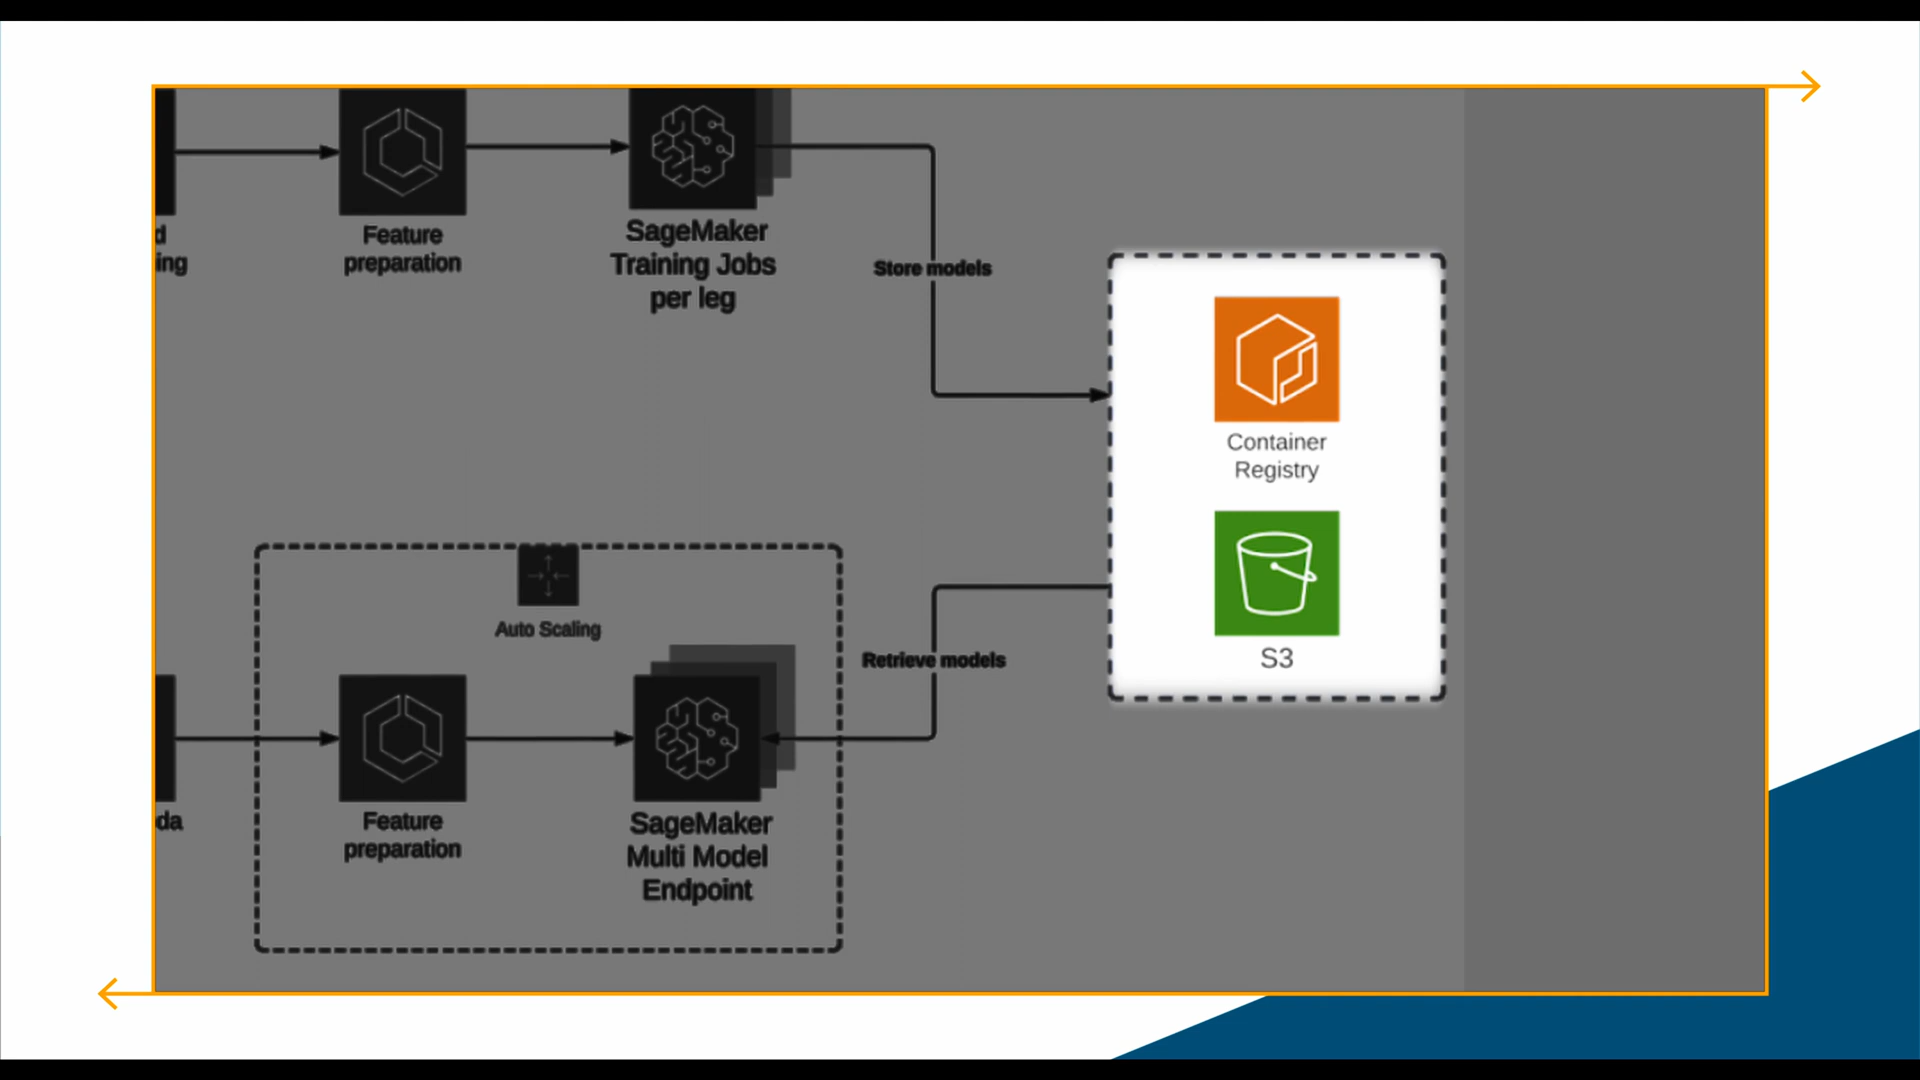 d
ing
Feature
preparation
SageMaker
Training Jobs
per leg
Store models
Container
Registry
S3
Auto Scaling
Retrieve models
da
Feature
preparation
SageMaker
Multi Model
Endpoint